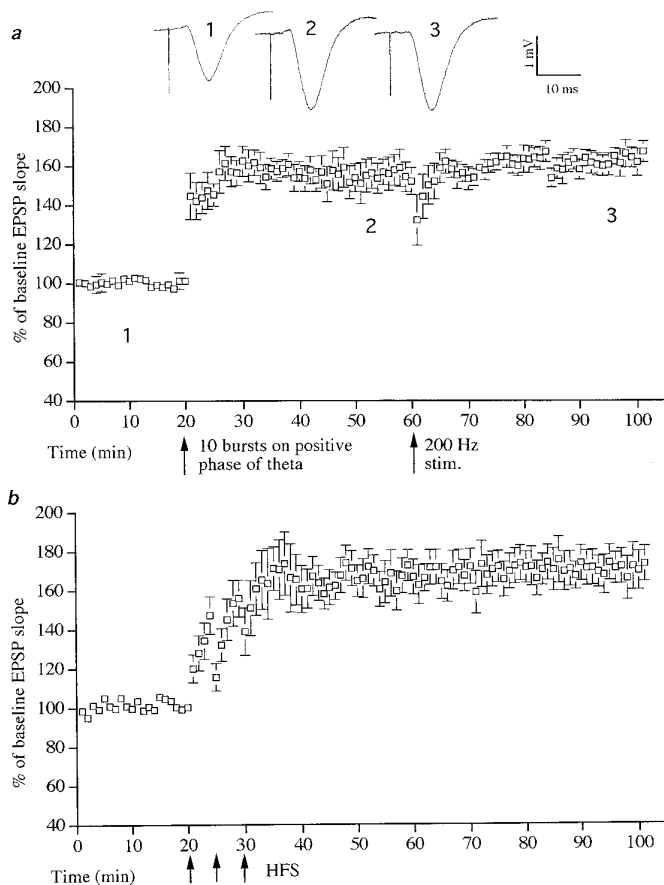 a
1
2
3
1 mV
10 ms
200
180
160
140
120
100
80
60
40
% of baseline EPSP slope
1
2
3
0 10 20 30 40 50 60 70 80 90 100
Time (min)
10 bursts on positive
phase of theta
200 Hz
stim.
b
200
180
160
140
120
100
80
60
40
% of baseline EPSP slope
0 10 20 30 40 50 60 70 80 90 100
Time (min)
HFS